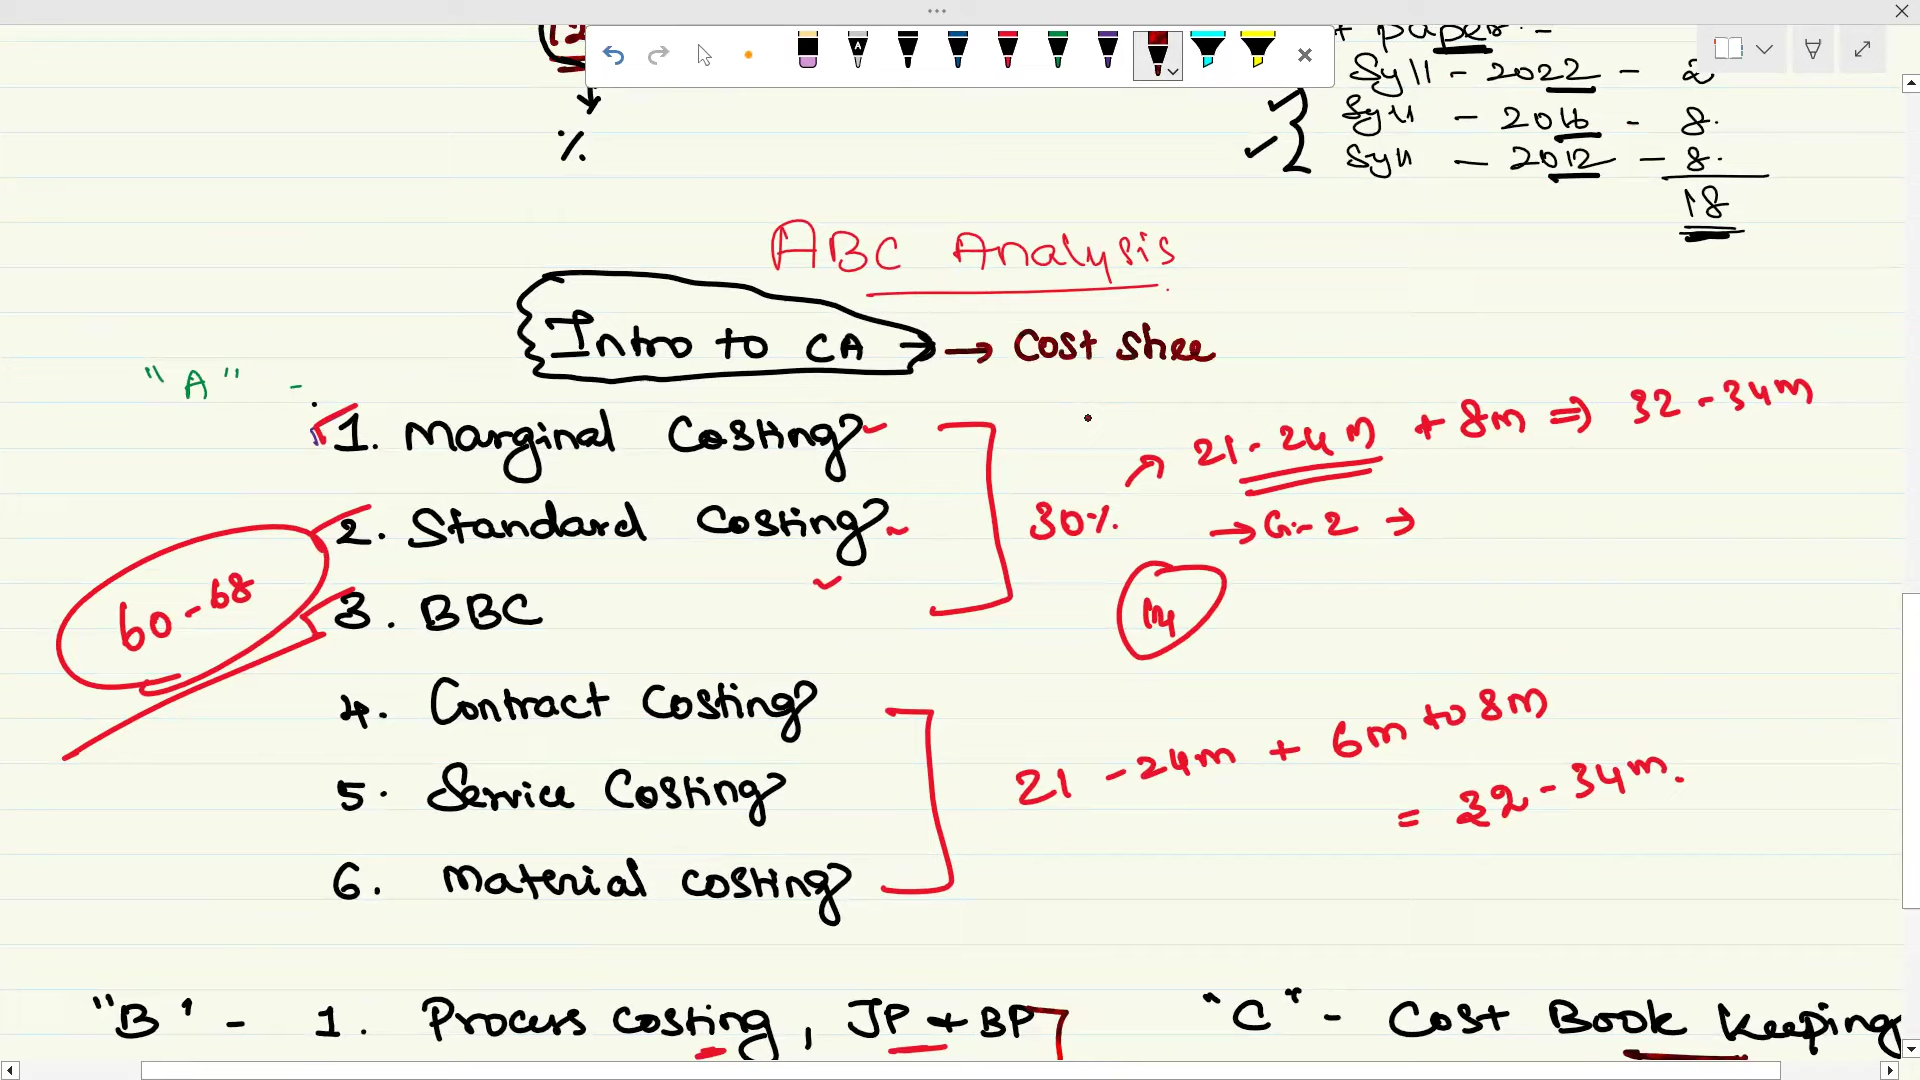 paper. -
Syll - 2022 - 2
Syll - 2016 - 8.
Syll - 2012 - 8.
18
%
ABC Analysis
Intro to CA → → Cost Shee
"A" -
1. Marginal Costing
2. Standard Costing
3. BBC
30%
21 - 24 m + 8m ⇒ 32 - 34m
→ G-2 →
60 - 68
4. Contract Costing
5. Service Costing
6. Material costing
21 - 24m + 6m to 8m
= 32 - 34m.
"B" - 1. Process costing, JP & BP
"C" - Cost Book keeping